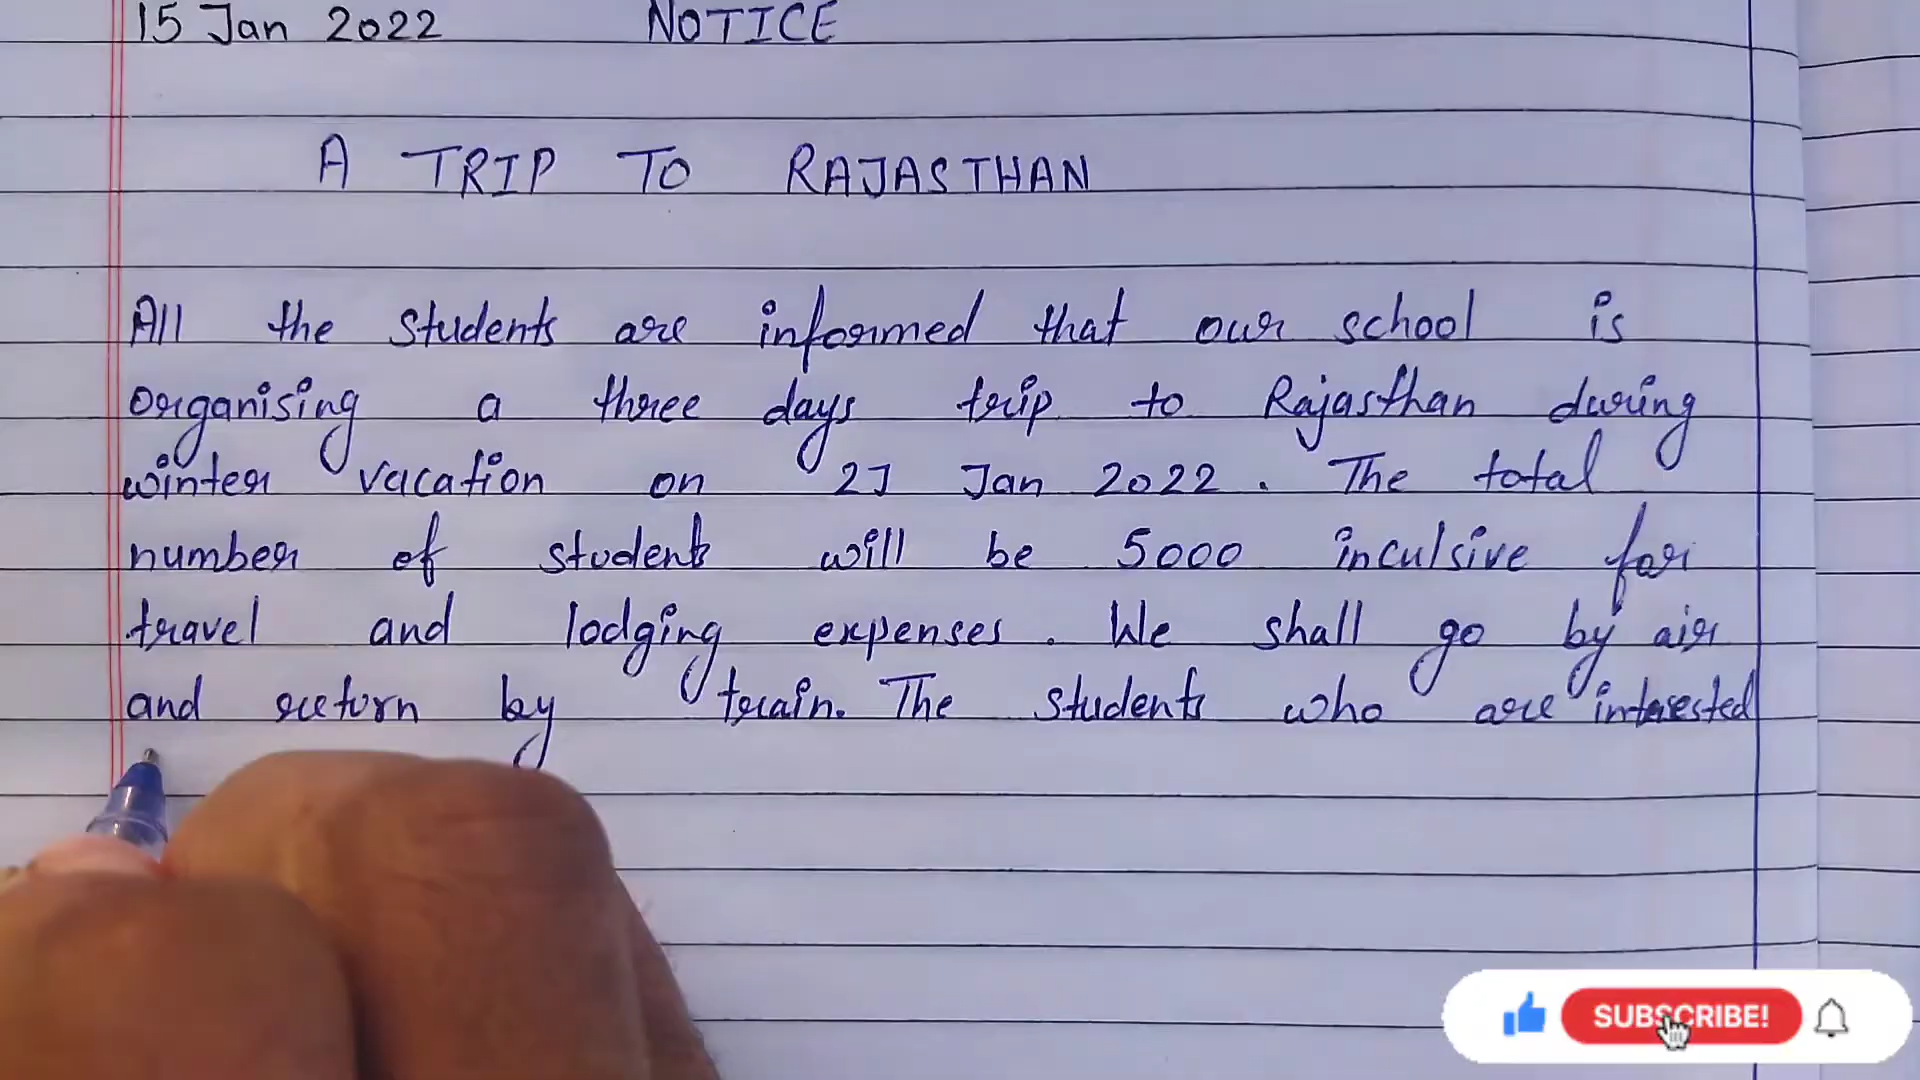 15 Jan 2022 NOTICE
A TRIP TO RAJASTHAN
All the students are informed that our school is
organising a three days trip to Rajasthan during
winter vacation on 21 Jan 2022. The total
number of students will be 5000 inculsive for
travel and lodging expenses. We shall go by air
and return by train. The students who are interested
SUBSCRIBE!